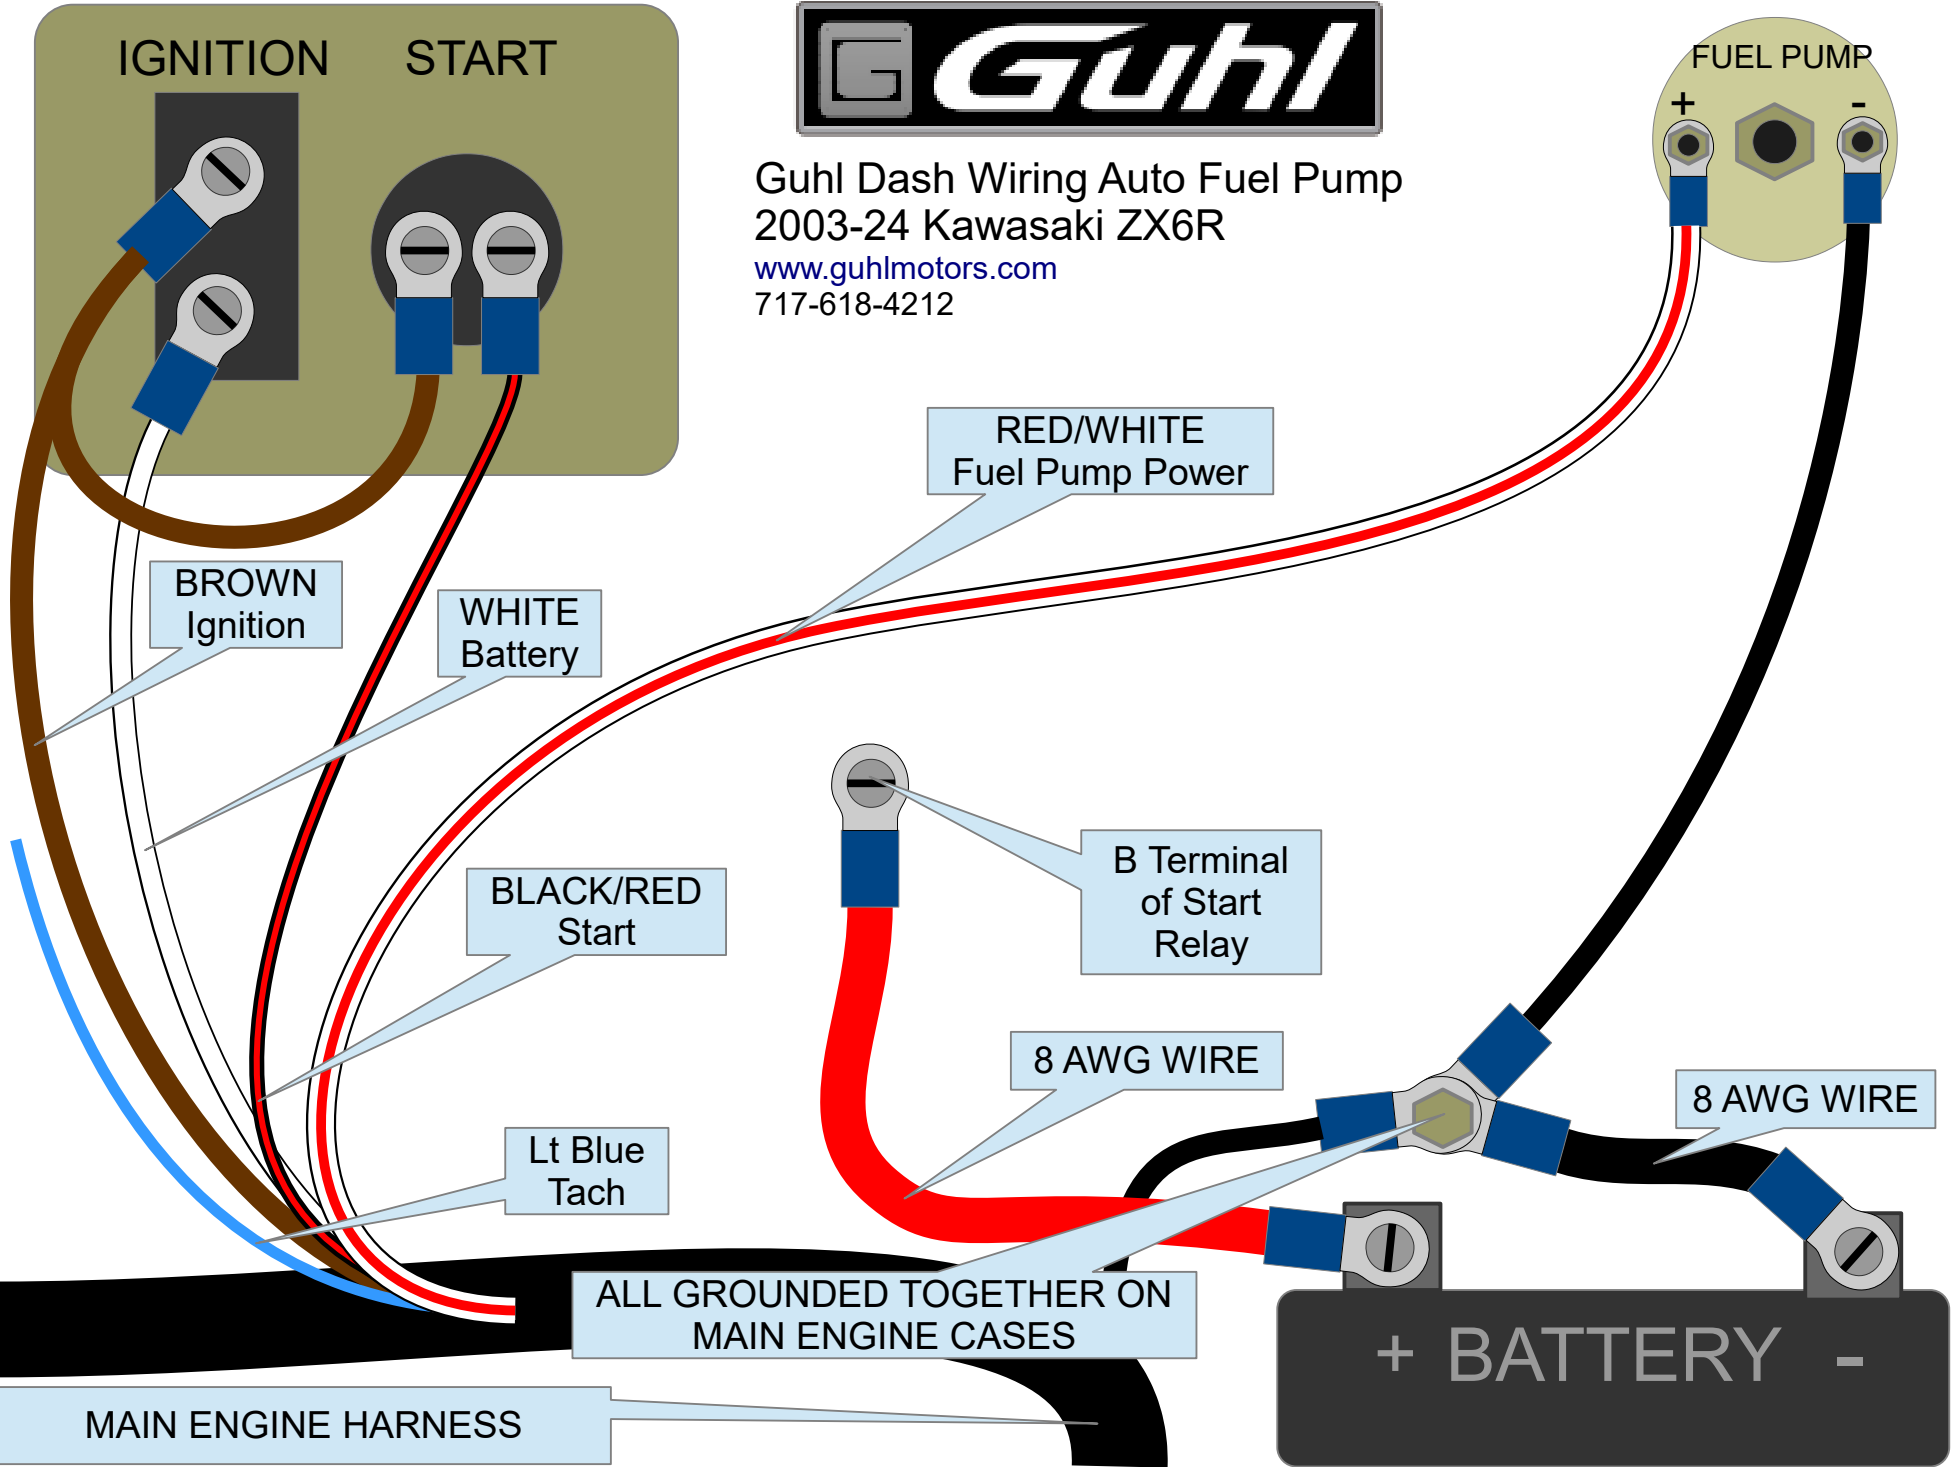 IGNITION
START
Guhl
FUEL PUMP
+
-
Guhl Dash Wiring Auto Fuel Pump
2003-24 Kawasaki ZX6R
www.guhlmotors.com
717-618-4212
RED/WHITE
Fuel Pump Power
BROWN
Ignition
WHITE
Battery
B Terminal
of Start
Relay
BLACK/RED
Start
8 AWG WIRE
8 AWG WIRE
Lt Blue
Tach
ALL GROUNDED TOGETHER ON
MAIN ENGINE CASES
+ BATTERY -
MAIN ENGINE HARNESS